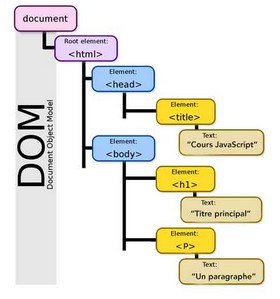 document
Root element:
<html>
Element:
<head>
Element:
<title>
Text:
"Cours JavaScript"
Element:
<body>
Element:
<h1>
Text:
"Titre principal"
Element:
<P>
Text:
"Un paragraphe"
DOM
Document Object Model